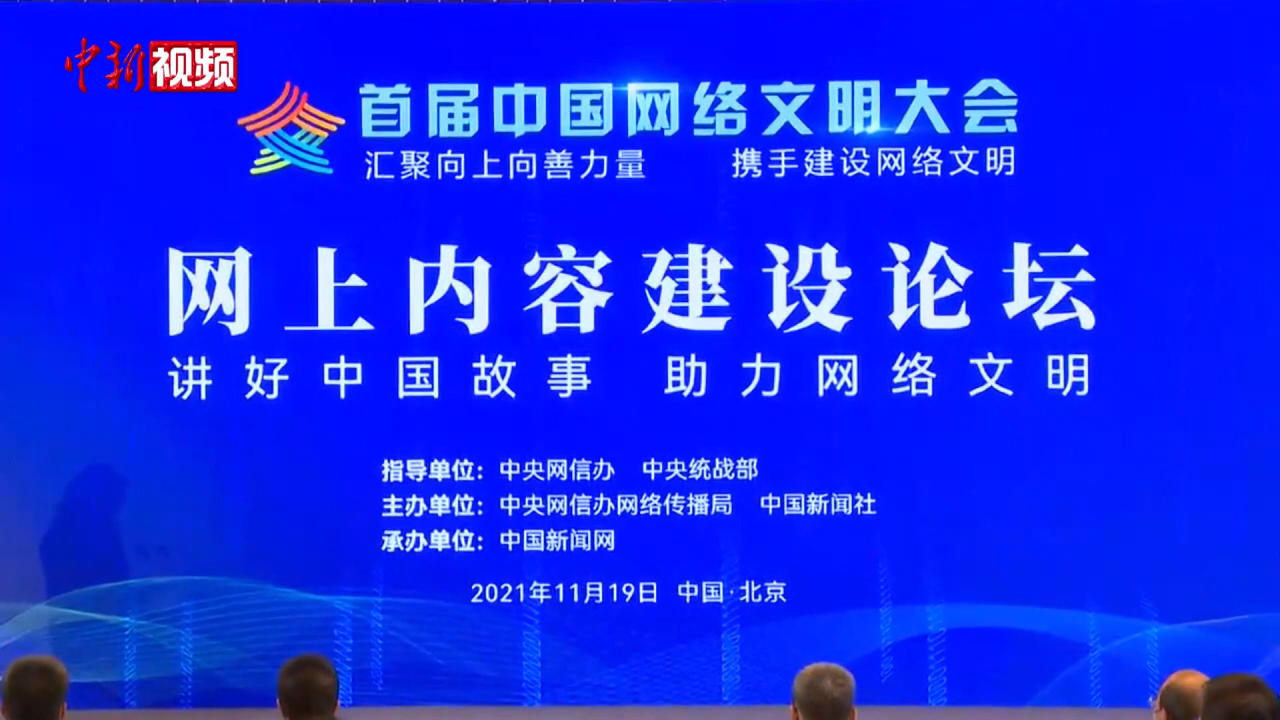 中新视频
首届中国网络文明大会
汇聚向上向善力量 携手建设网络文明
网上内容建设论坛
讲好中国故事 助力网络文明
指导单位：中央网信办 中央统战部
主办单位：中央网信办网络传播局 中国新闻社
承办单位：中国新闻网
2021年11月19日 中国·北京